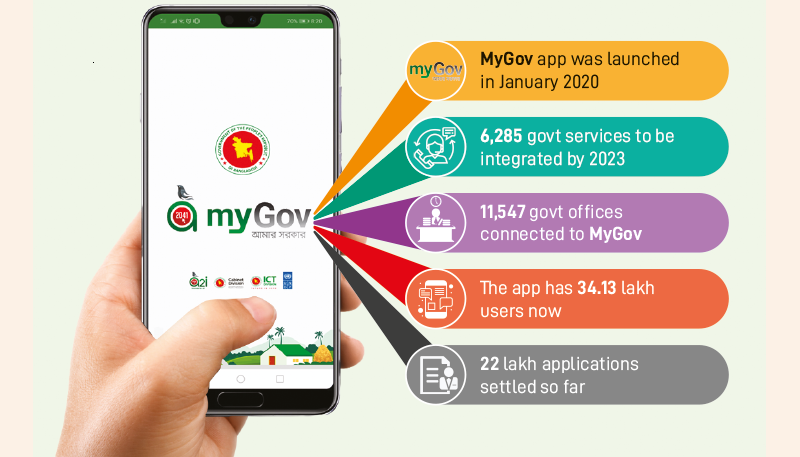 70% 8:30
GOVERNMENT OF THE PEOPLE'S REPUBLIC
OF BANGLADESH
2041
myGov
আমার সরকার
a2i
Cabinet
Division
ICT
DIVISION
myGov
MyGov app was launched
in January 2020
6,285 govt services to be
integrated by 2023
11,547 govt offices
connected to MyGov
The app has 34.13 lakh
users now
22 lakh applications
settled so far